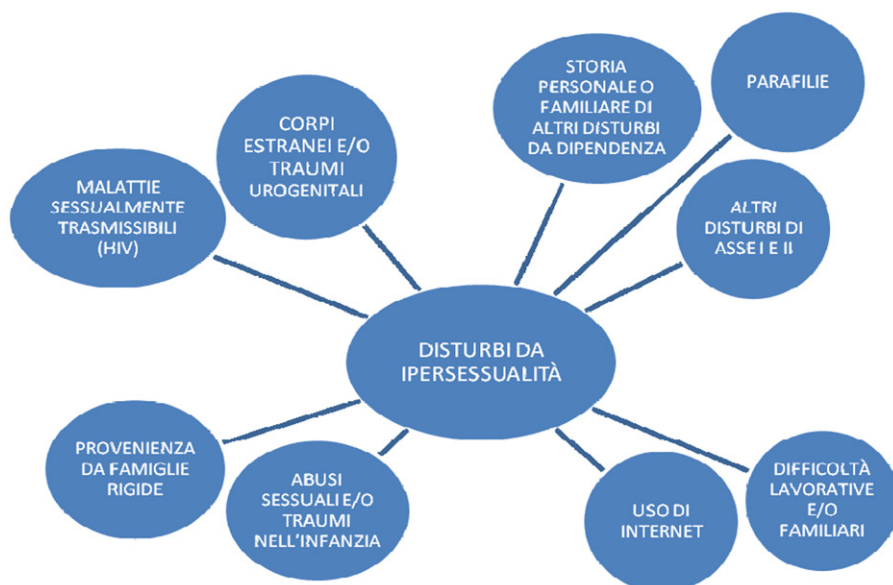 STORIA
PERSONALE O
FAMILIARE DI
ALTRI DISTURBI
DA DIPENDENZA
PARAFILIE
CORPI
ESTRANEI E/O
TRAUMI
UROGENITALI
MALATTIE
SESSUALMENTE
TRASMISSIBILI
(HIV)
ALTRI
DISTURBI DI
ASSE I E II
DISTURBI DA
IPERSESSUALITÀ
PROVENIENZA
DA FAMIGLIE
RIGIDE
ABUSI
SESSUALI E/O
TRAUMI
NELL'INFANZIA
USO DI
INTERNET
DIFFICOLTÀ
LAVORATIVE
E/O
FAMILIARI